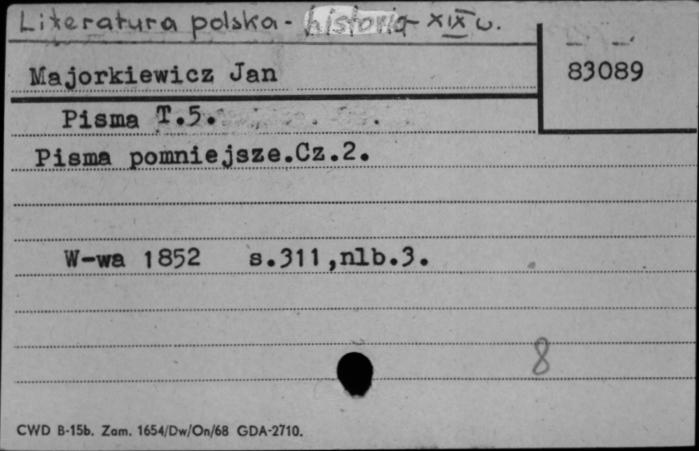 Literatura polska - historia XIX w.
Majorkiewicz Jan
83089
Pisma T.5.
Pisma pomniejsze.Cz.2.
W-wa 1852 s.311,nlb.3.
8
CWD B-15b. Zam. 1654/Dw/On/68 GDA-2710.